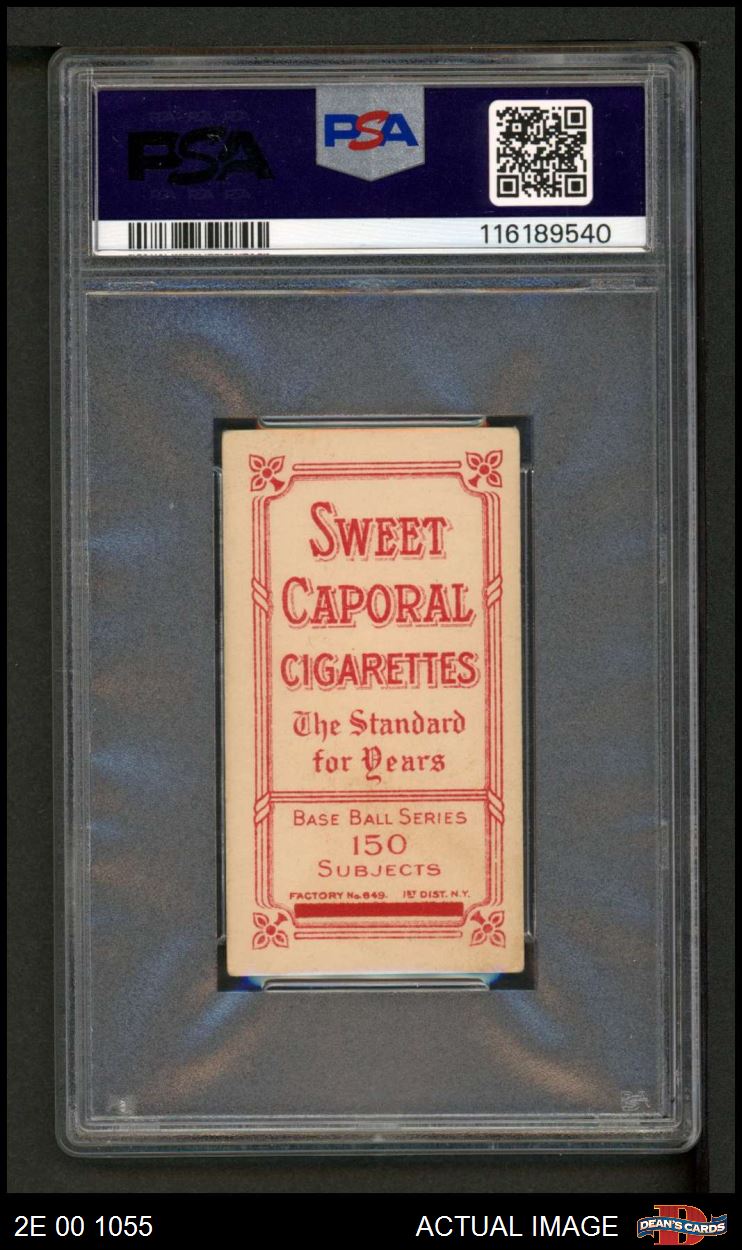 PSA
PSA
116189540
SWEET
CAPORAL
CIGARETTES
The Standard
for Years
BASE BALL SERIES
150
SUBJECTS
FACTORY No. 649. 1ST DIST. N.Y.
2E 00 1055
ACTUAL IMAGE
DEAN'S CARDS